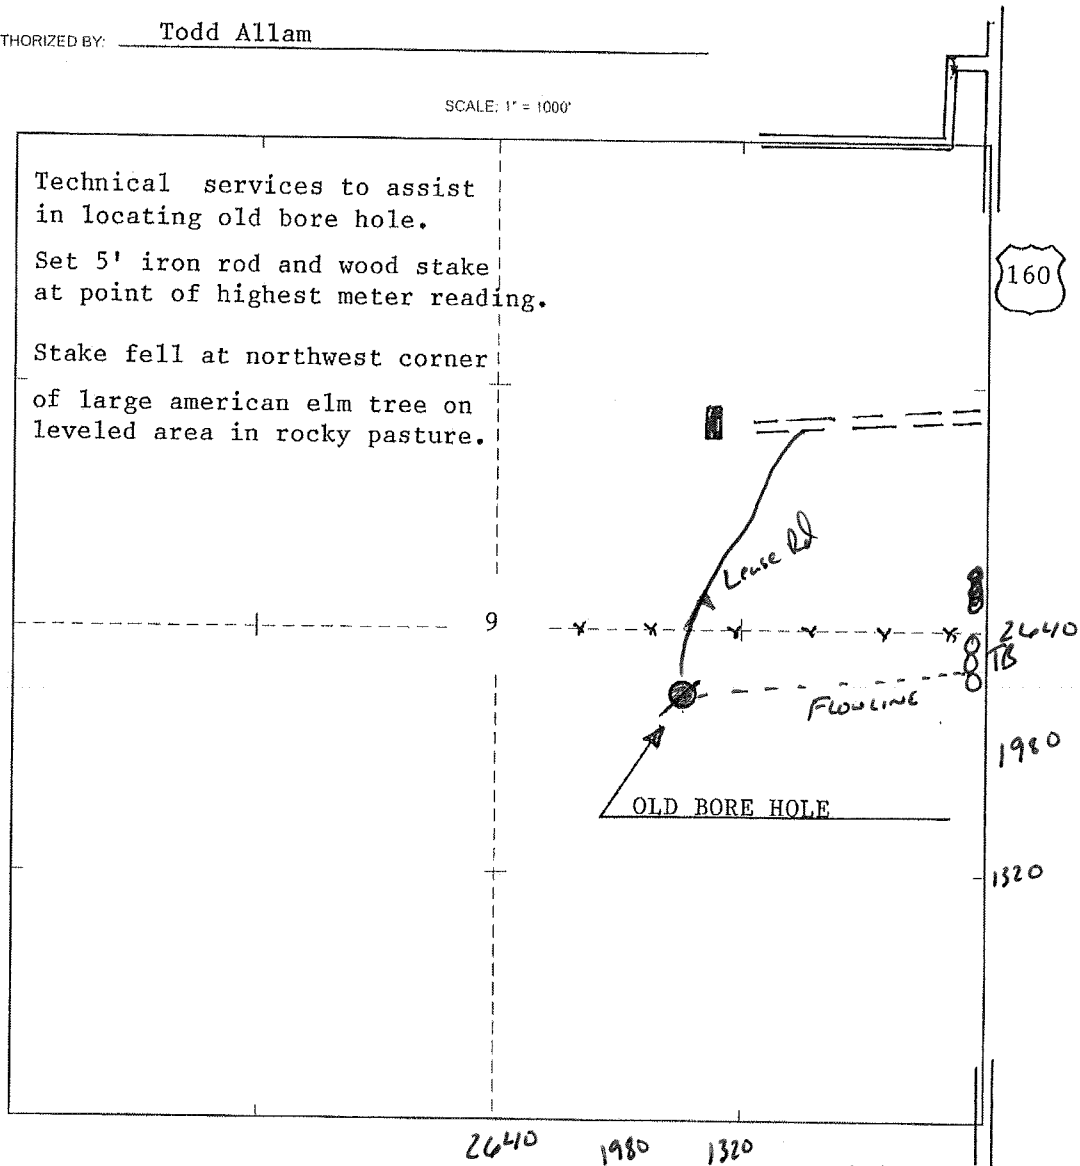 THORIZED BY: Todd Allam
SCALE: 1" = 1000'
Technical services to assist
in locating old bore hole.
Set 5' iron rod and wood stake
at point of highest meter reading.
160
Stake fell at northwest corner
of large american elm tree on
leveled area in rocky pasture.
Lease Rd
9
2640
TB
FLOWLINE
1980
OLD BORE HOLE
1320
2640 1980 1320